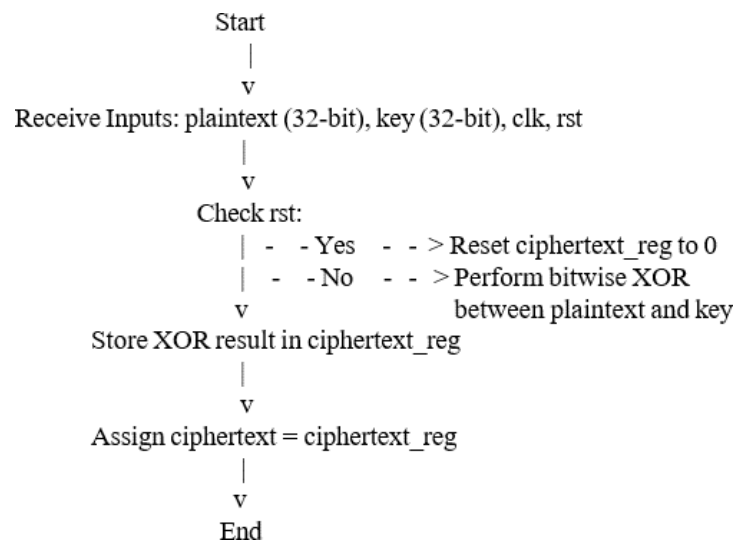 Start
|
v
Receive Inputs: plaintext (32-bit), key (32-bit), clk, rst
|
v
Check rst:
| - - Yes - - > Reset ciphertext_reg to 0
| - - No - - > Perform bitwise XOR
v between plaintext and key
Store XOR result in ciphertext_reg
|
v
Assign ciphertext = ciphertext_reg
|
v
End